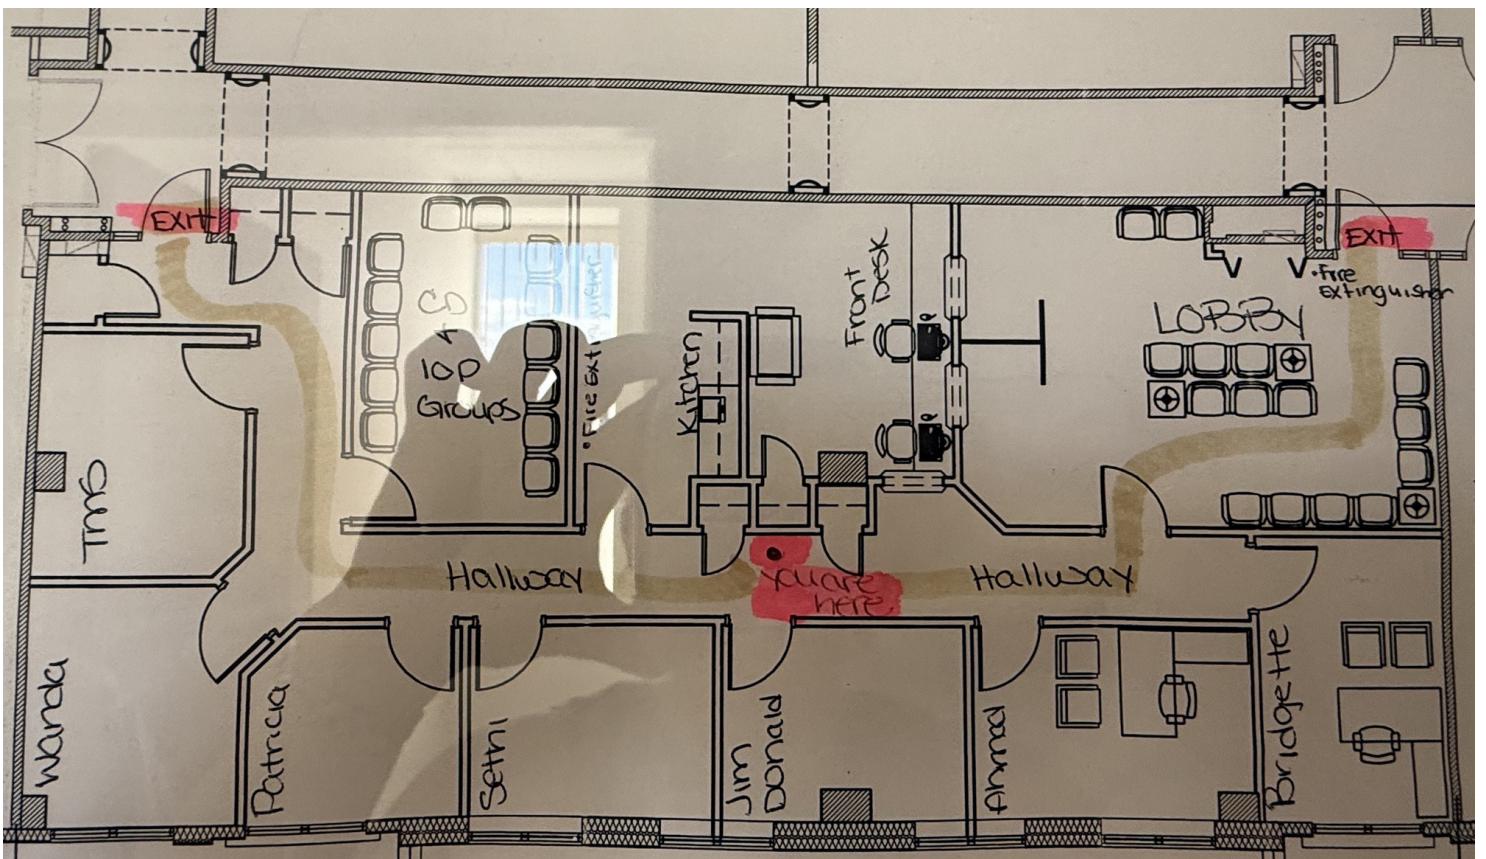 EXIT
EXIT
• Fire
Extinguisher
LOBBY
Front
Desk
CD
+
IOP
Groups
• Fire Extinguisher
Kitchen
TMS
Hallway
You are
here
Hallway
Wanda
Patricia
Sethi
Jim
Donald
Ahmad
Bridgette